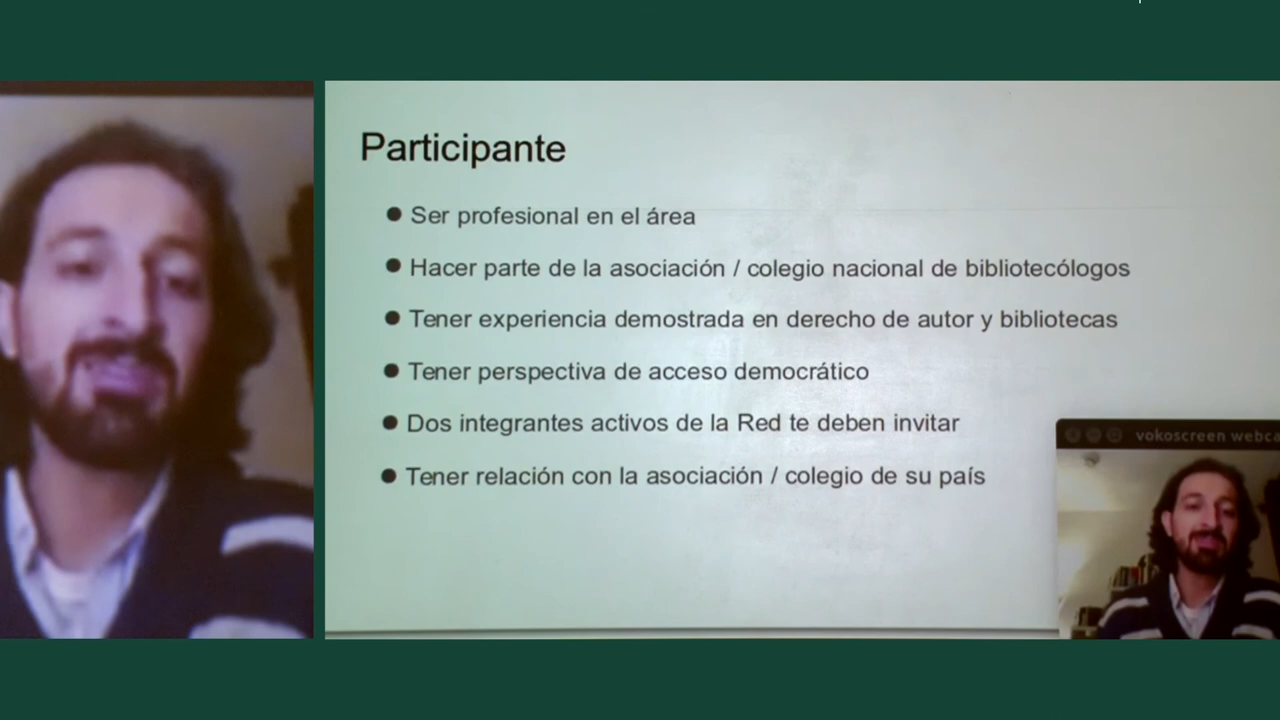 Participante
Ser profesional en el área
Hacer parte de la asociación / colegio nacional de bibliotecólogos
Tener experiencia demostrada en derecho de autor y bibliotecas
Tener perspectiva de acceso democrático
Dos integrantes activos de la Red te deben invitar
Tener relación con la asociación / colegio de su país
vokoscreen